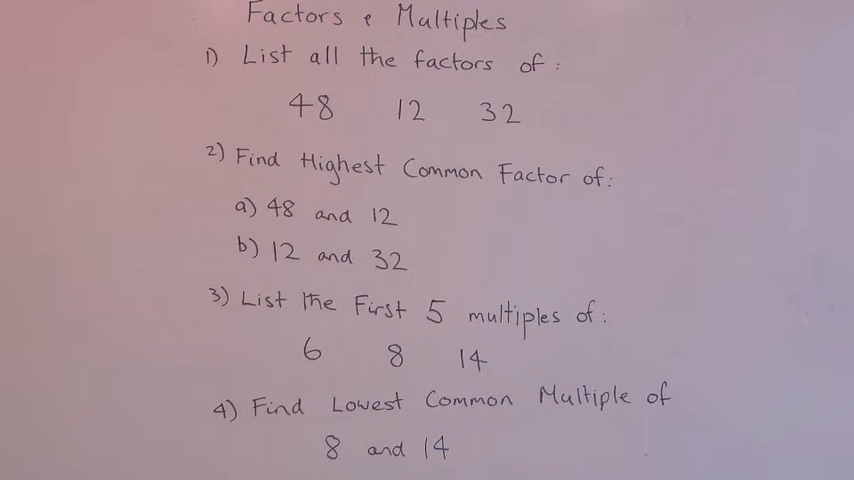 Factors & Multiples
1) List all the factors of :
48 12 32
2) Find Highest Common Factor of:
a) 48 and 12
b) 12 and 32
3) List the First 5 multiples of:
6 8 14
4) Find Lowest Common Multiple of
8 and 14